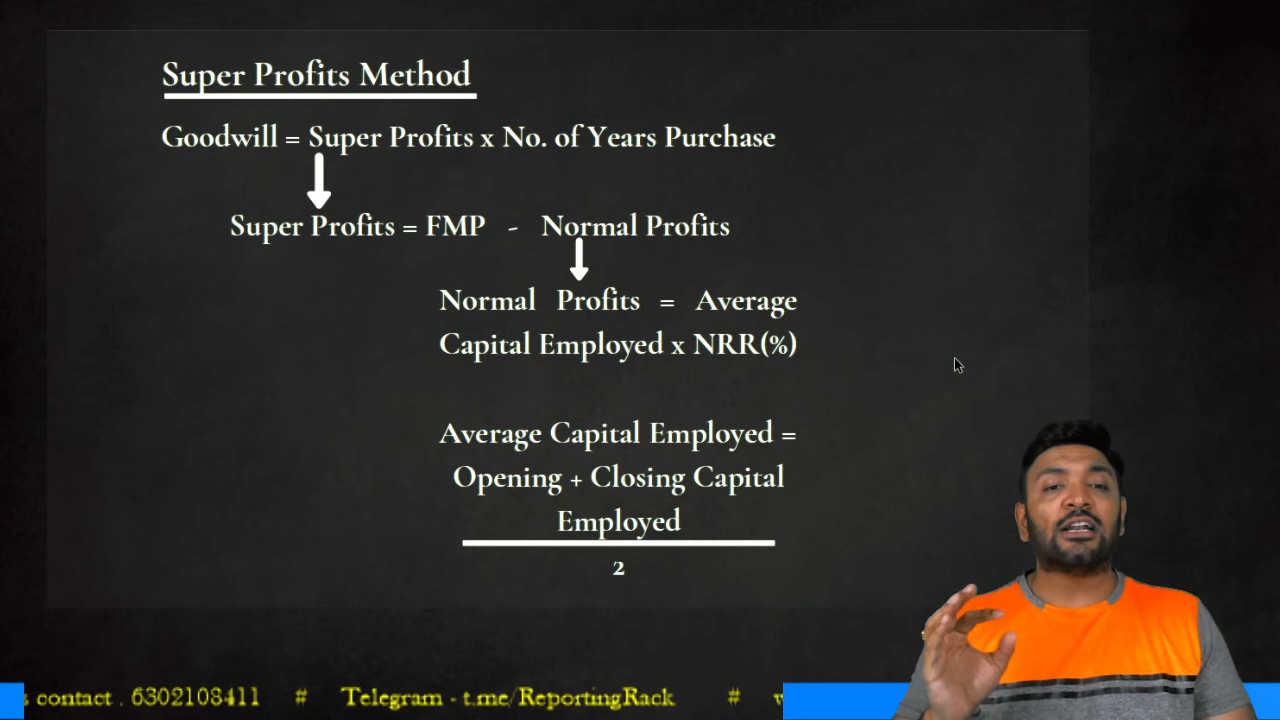 Super Profits Method
Goodwill = Super Profits x No. of Years Purchase
Super Profits = FMP - Normal Profits
Normal Profits = Average
Capital Employed x NRR(%)
Average Capital Employed =
Opening + Closing Capital
Employed
2
contact . 6302108411 # Telegram - t.me/ReportingRack #